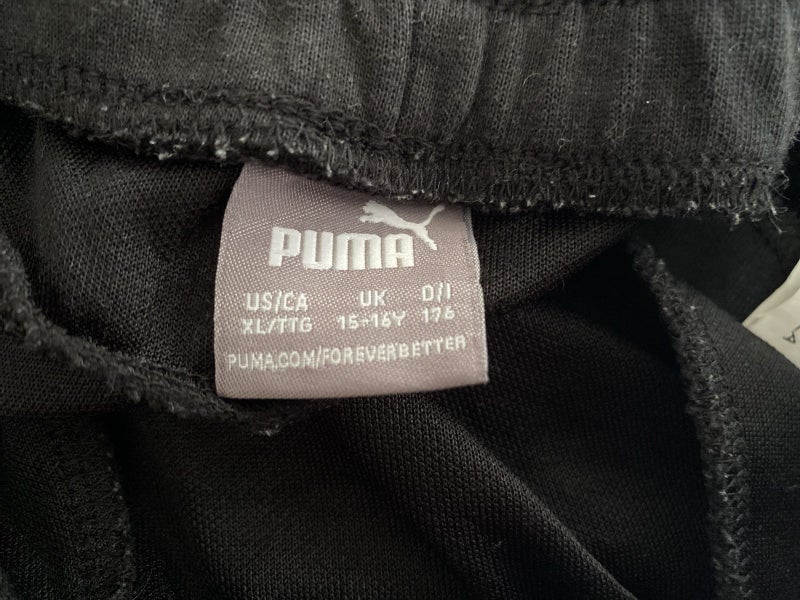 PUMA
US/CA UK D/I
XL/TTG 15-16Y 176
PUMA.COM/FOREVERBETTER